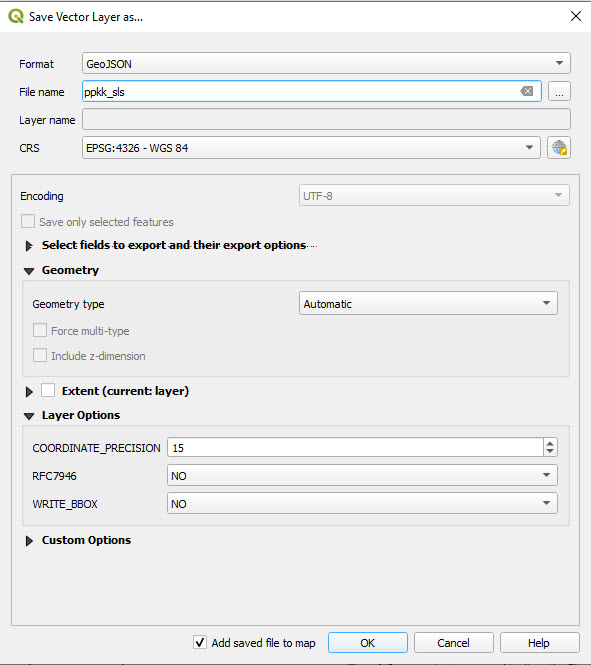 Save Vector Layer as...
Format GeoJSON
File name ppkk_sls ...
Layer name
CRS EPSG:4326 - WGS 84
Encoding UTF-8
Save only selected features
Select fields to export and their export options
Geometry
Geometry type Automatic
Force multi-type
Include z-dimension
Extent (current: layer)
Layer Options
COORDINATE_PRECISION 15
RFC7946 NO
WRITE_BBOX NO
Custom Options
Add saved file to map OK Cancel Help